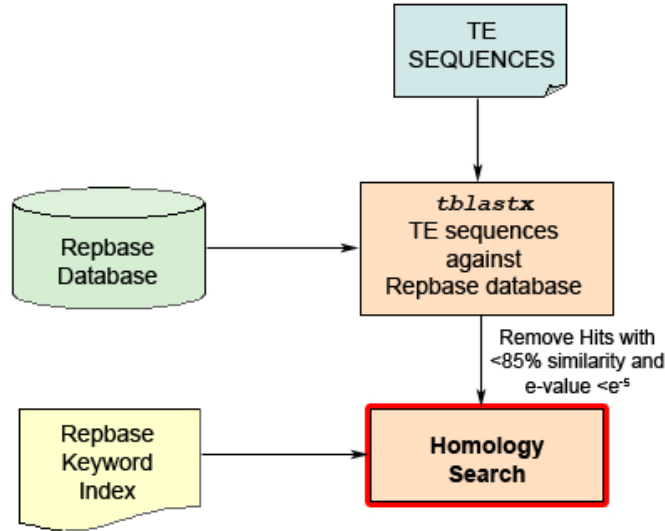 TE
SEQUENCES
tblastx
TE sequences
against
Repbase database
Repbase
Database
Remove Hits with
<85% similarity and
e-value <e⁻⁵
Repbase
Keyword
Index
Homology
Search